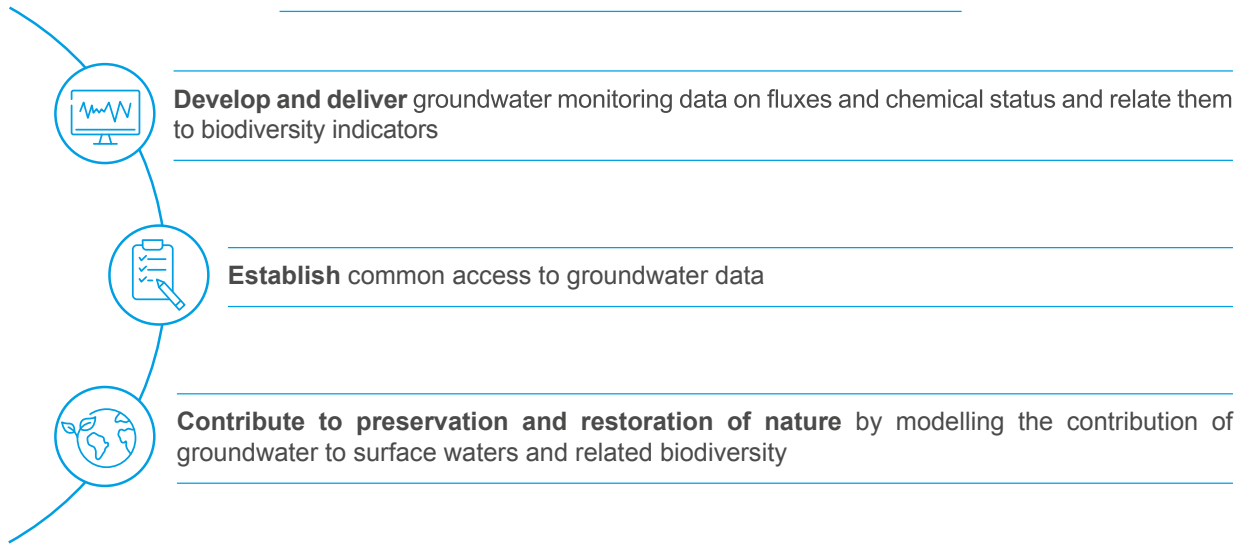 Develop and deliver groundwater monitoring data on fluxes and chemical status and relate them
to biodiversity indicators
Establish common access to groundwater data
Contribute to preservation and restoration of nature by modelling the contribution of
groundwater to surface waters and related biodiversity